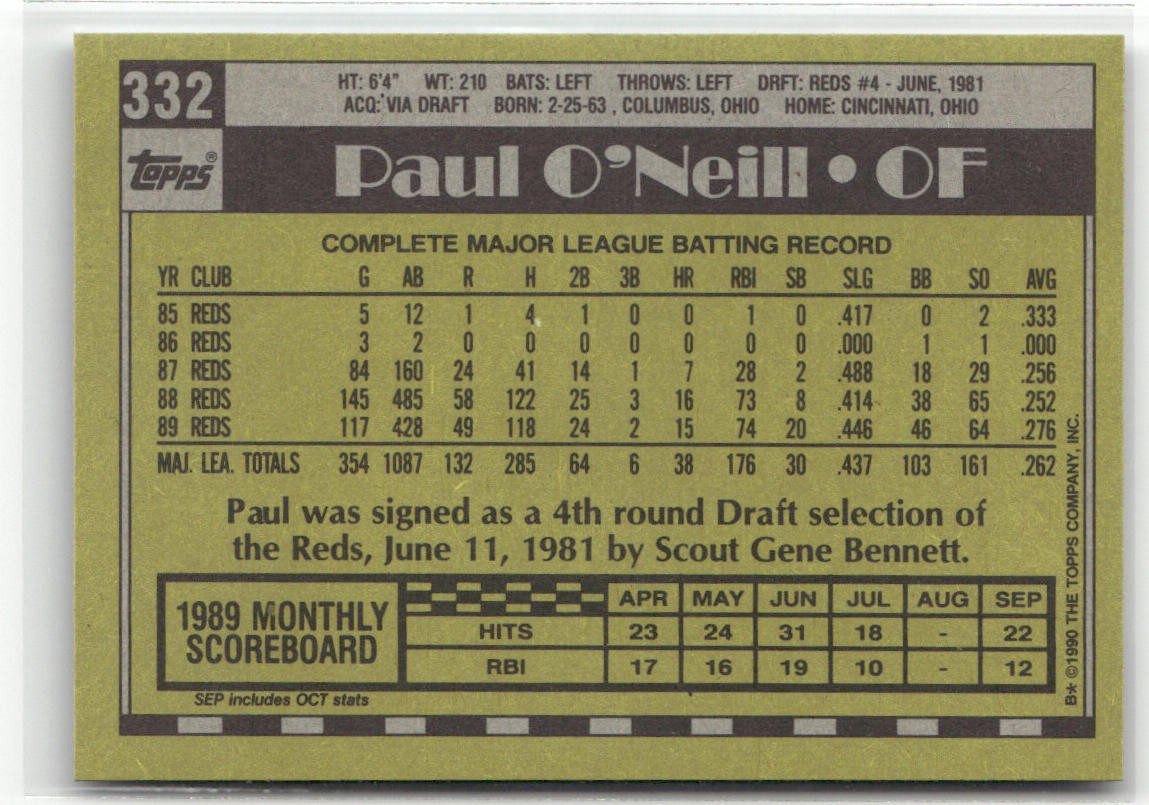 332
HT: 6'4" WT: 210 BATS: LEFT THROWS: LEFT DRFT: REDS #4 - JUNE, 1981
ACQ: VIA DRAFT BORN: 2-25-63 , COLUMBUS, OHIO HOME: CINCINNATI, OHIO
TOPPS®
Paul O'Neill • OF
COMPLETE MAJOR LEAGUE BATTING RECORD
YR CLUB G AB R H 2B 3B HR RBI SB SLG BB SO AVG
85 REDS 5 12 1 4 1 0 0 1 0 .417 0 2 .333
86 REDS 3 2 0 0 0 0 0 0 0 .000 1 1 .000
87 REDS 84 160 24 41 14 1 7 28 2 .488 18 29 .256
88 REDS 145 485 58 122 25 3 16 73 8 .414 38 65 .252
89 REDS 117 428 49 118 24 2 15 74 20 .446 46 64 .276
MAJ. LEA. TOTALS 354 1087 132 285 64 6 38 176 30 .437 103 161 .262
Paul was signed as a 4th round Draft selection of
the Reds, June 11, 1981 by Scout Gene Bennett.
1989 MONTHLY
SCOREBOARD
APR MAY JUN JUL AUG SEP
HITS 23 24 31 18 - 22
RBI 17 16 19 10 - 12
SEP includes OCT stats
B* ©1990 THE TOPPS COMPANY, INC.